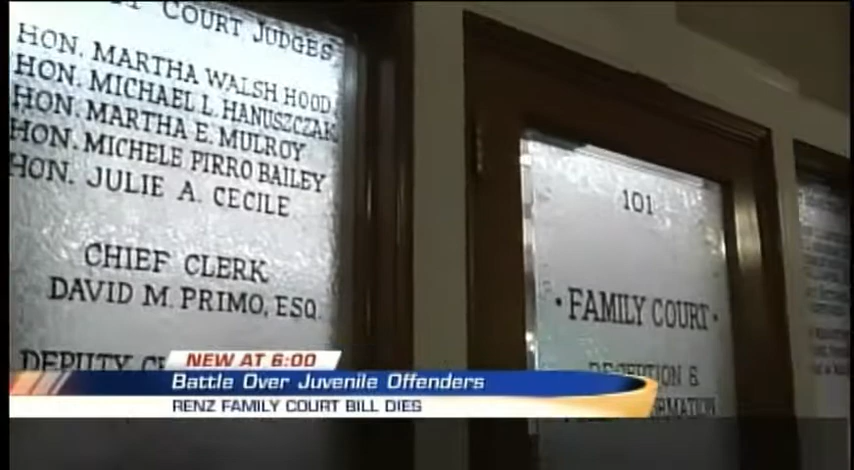 COURT JUDGES
HON. MARTHA WALSH HOOD
HON. MICHAEL L. HANUSZCZAK
HON. MARTHA E. MULROY
HON. MICHELE PIRRO BAILEY
HON. JULIE A. CECILE
CHIEF CLERK
DAVID M. PRIMO, ESQ.
DEPUTY
101
• FAMILY COURT •
RECEPTION &
NEW AT 6:00
Battle Over Juvenile Offenders
RENZ FAMILY COURT BILL DIES